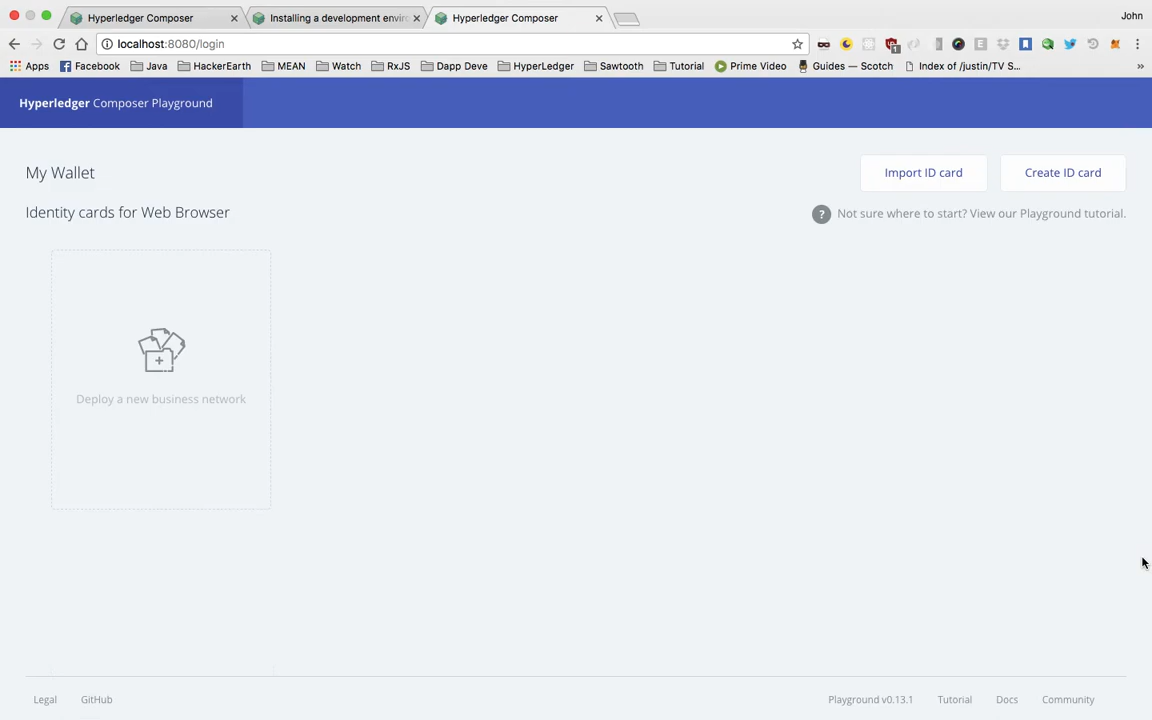 Hyperledger Composer
Installing a development enviro
Hyperledger Composer
John
localhost:8080/login
Apps Facebook Java HackerEarth MEAN Watch RxJS Dapp Deve HyperLedger Sawtooth Tutorial Prime Video Guides — Scotch Index of /justin/TV S... »
Hyperledger Composer Playground
My Wallet
Import ID card
Create ID card
Identity cards for Web Browser
? Not sure where to start? View our Playground tutorial.
Deploy a new business network
Legal GitHub Playground v0.13.1 Tutorial Docs Community